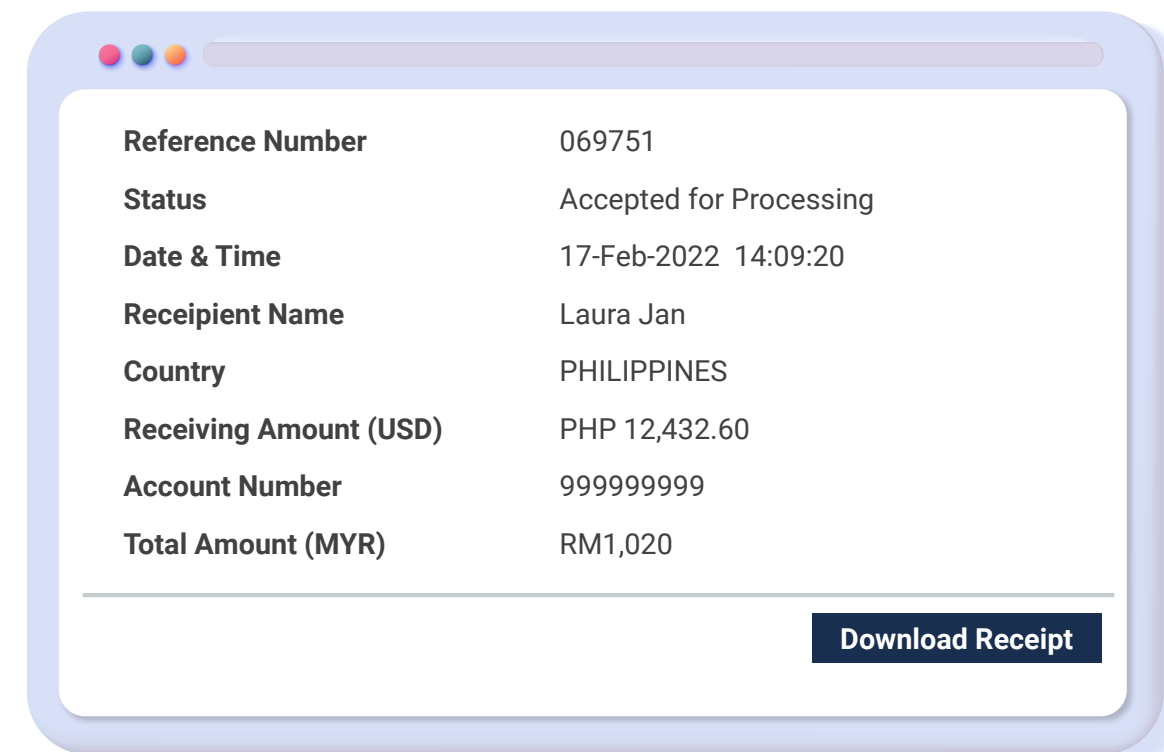 Reference Number 069751
Status Accepted for Processing
Date & Time 17-Feb-2022 14:09:20
Receipient Name Laura Jan
Country PHILIPPINES
Receiving Amount (USD) PHP 12,432.60
Account Number 999999999
Total Amount (MYR) RM1,020
Download Receipt